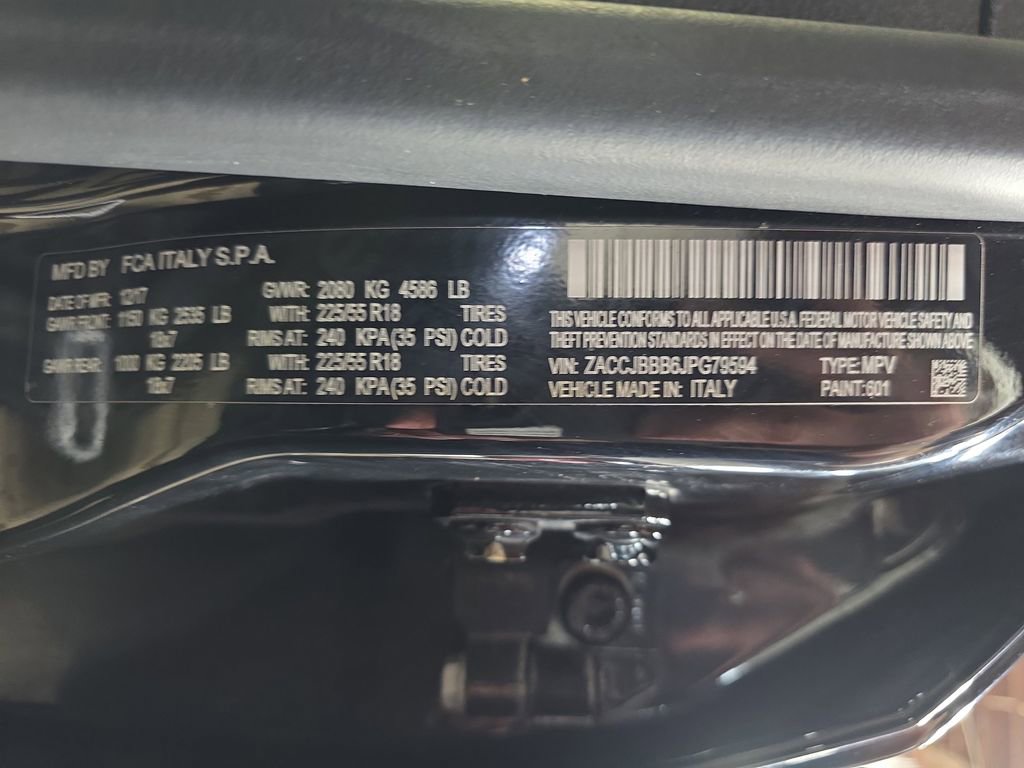 MFD BY FCA ITALY S.P.A.
DATE OF MFR: 12/17 GVWR: 2080 KG 4586 LB
GAWR FRONT: 1150 KG 2535 LB WITH: 225/55 R18 TIRES
18x7 RIMS AT: 240 KPA(35 PSI) COLD
GAWR REAR: 1000 KG 2205 LB WITH: 225/55 R18 TIRES
18x7 RIMS AT: 240 KPA(35 PSI) COLD
THIS VEHICLE CONFORMS TO ALL APPLICABLE U.S.A. FEDERAL MOTOR VEHICLE SAFETY AND
THEFT PREVENTION STANDARDS IN EFFECT ON THE DATE OF MANUFACTURE SHOWN ABOVE
VIN: ZACCJBBB6JPG79594 TYPE: MPV
VEHICLE MADE IN: ITALY PAINT: 601